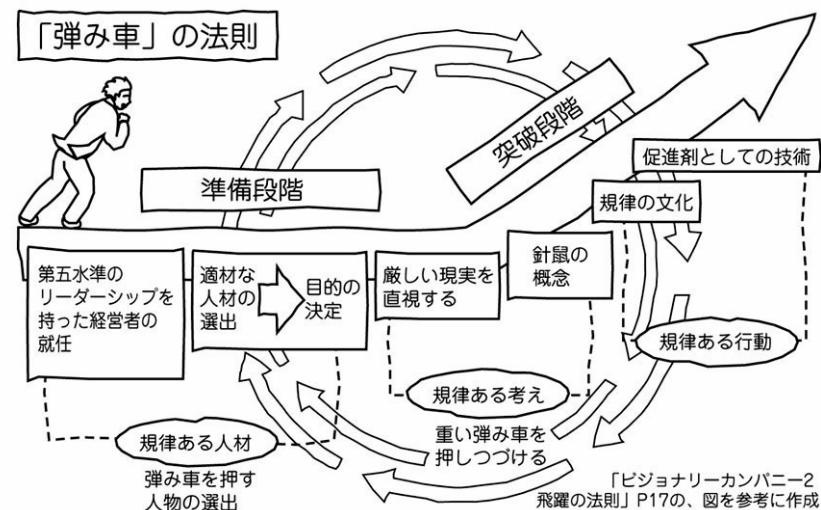 「弾み車」の法則
準備段階
突破段階
促進剤としての技術
規律の文化
第五水準の
リーダーシップを
持った経営者の
就任
適材な
人材の
選出
目的の
決定
厳しい現実を
直視する
針鼠の
概念
規律ある人材
弾み車を押す
人物の選出
規律ある考え
重い弾み車を
押しつづける
規律ある行動
「ビジョナリーカンパニー2
飛躍の法則」P17の、図を参考に作成